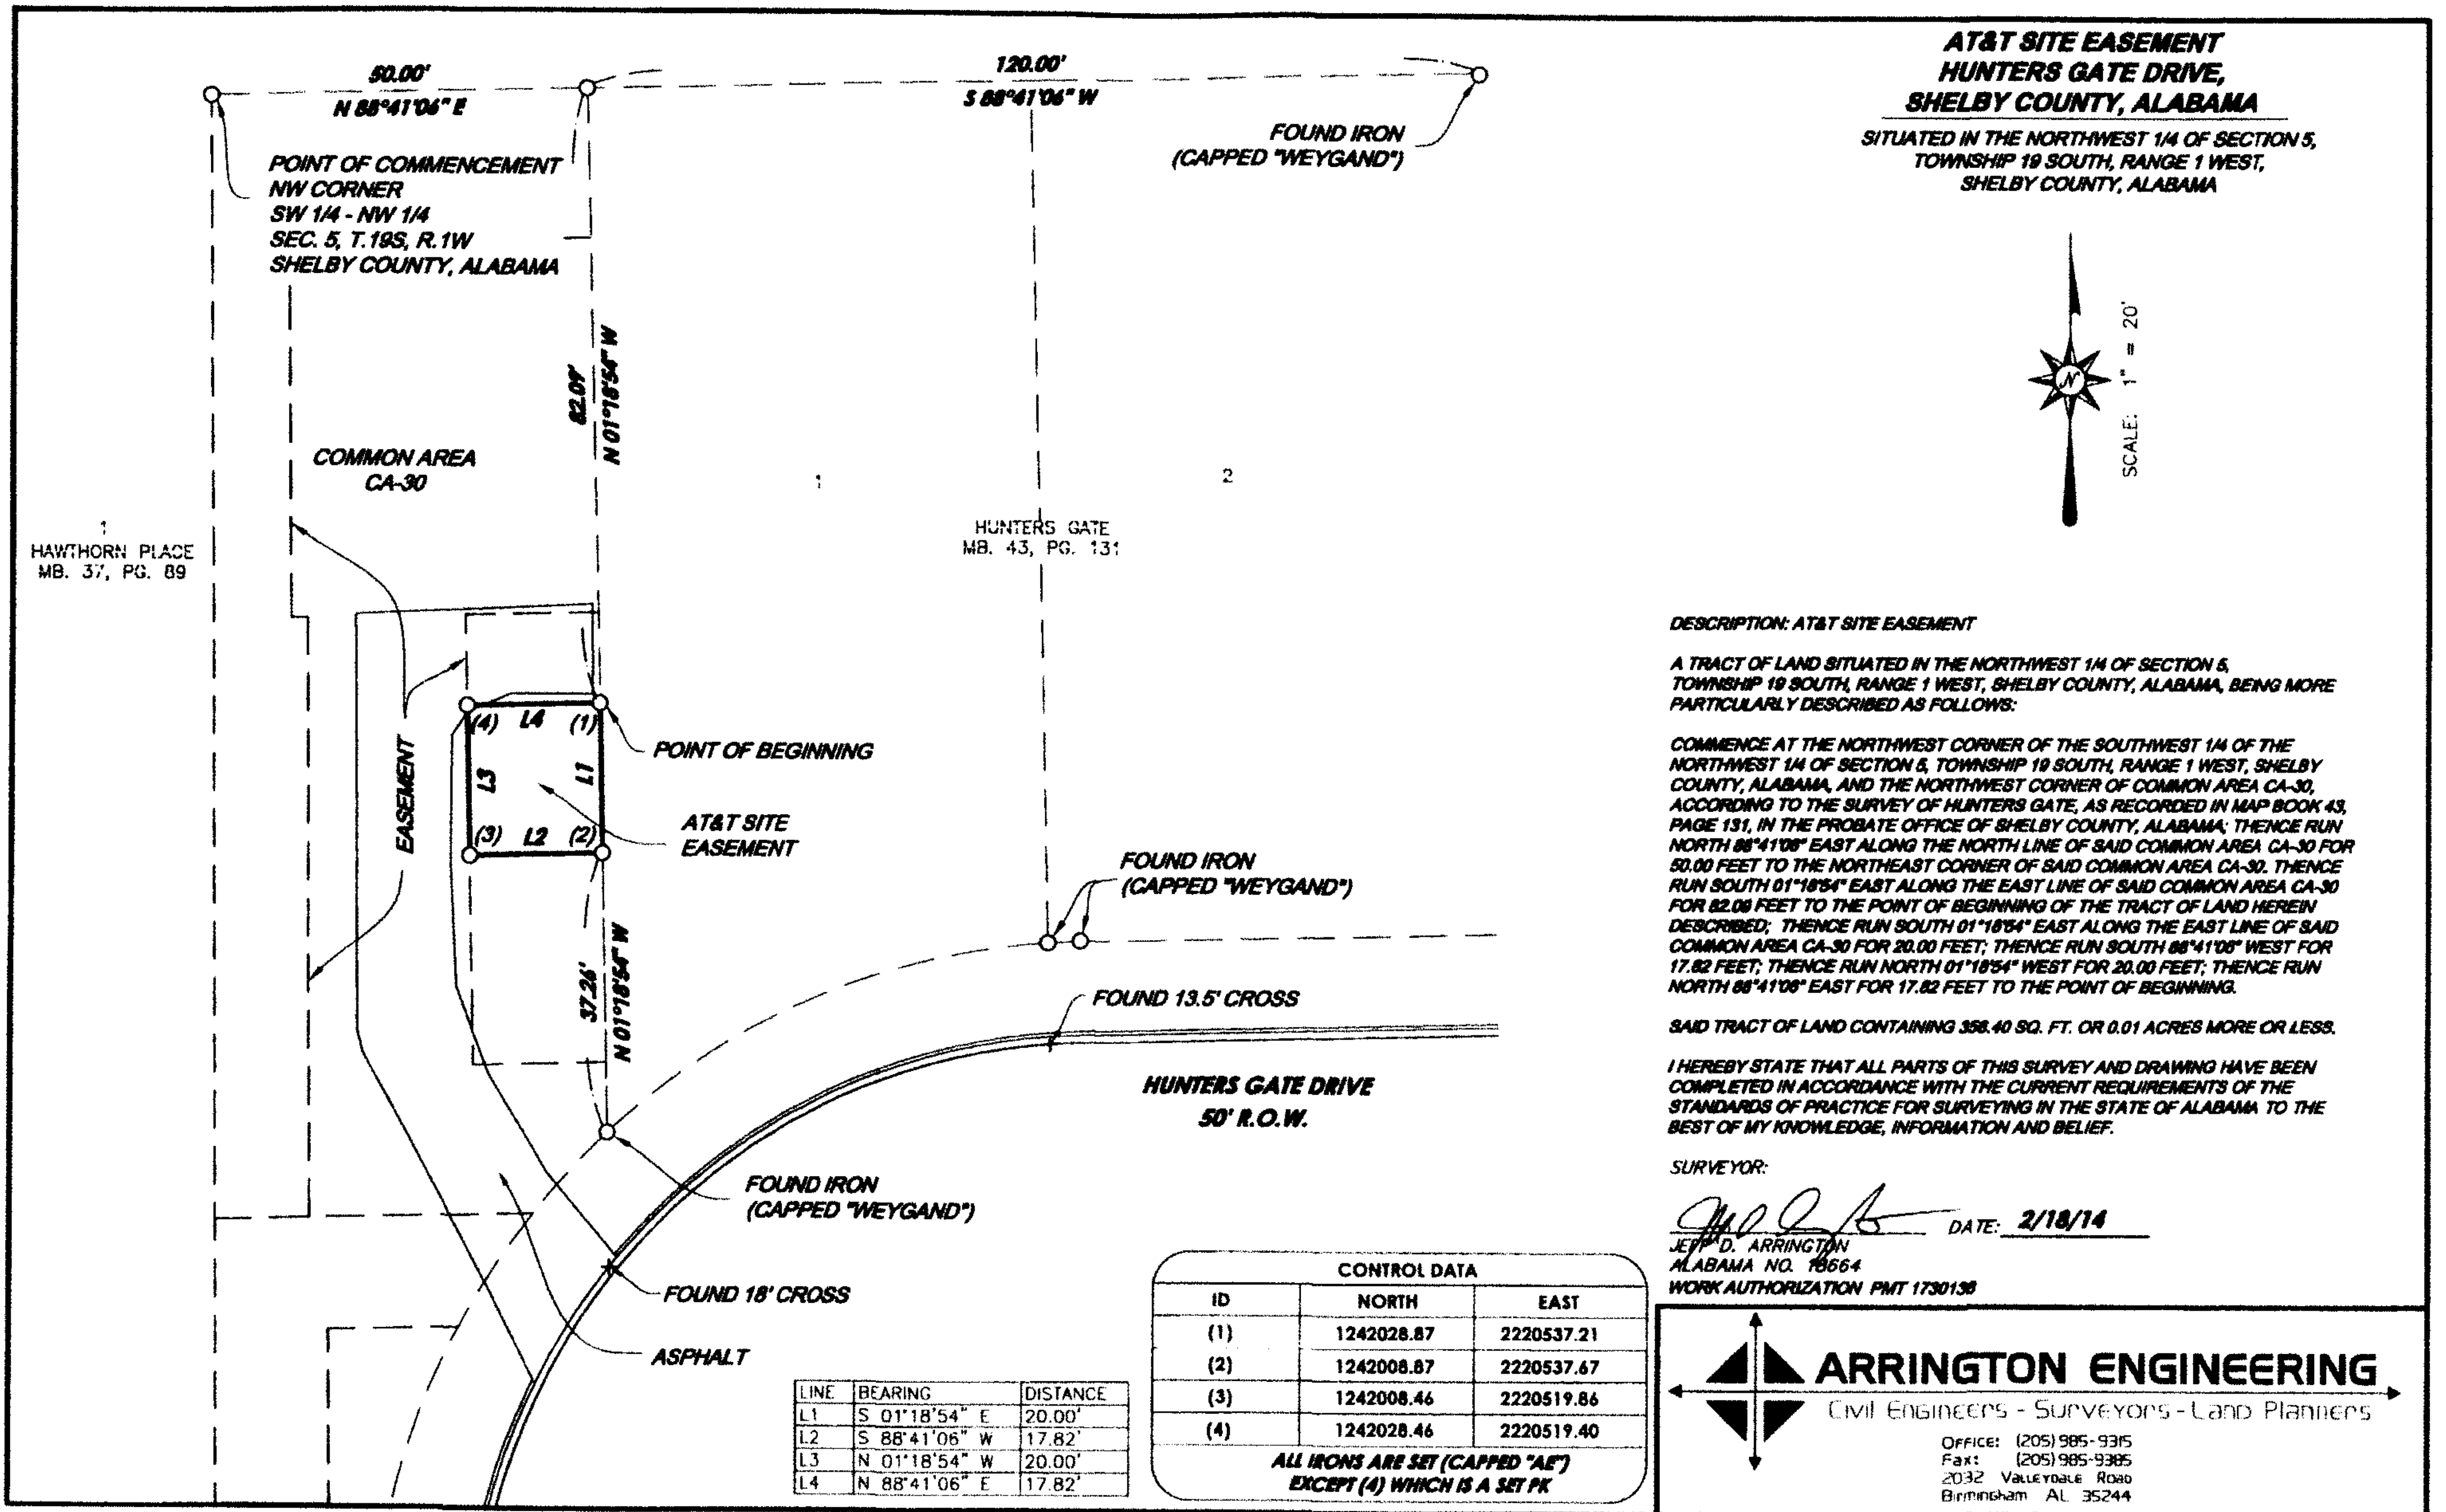 AT&T SITE EASEMENT
HUNTERS GATE DRIVE,
SHELBY COUNTY, ALABAMA
SITUATED IN THE NORTHWEST 1/4 OF SECTION 5,
TOWNSHIP 19 SOUTH, RANGE 1 WEST,
SHELBY COUNTY, ALABAMA
N
SCALE: 1" = 20'
50.00'
N 88°41'06" E
120.00'
S 88°41'06" W
FOUND IRON
(CAPPED "WEYGAND")
POINT OF COMMENCEMENT
NW CORNER
SW 1/4 - NW 1/4
SEC. 5, T.19S, R.1W
SHELBY COUNTY, ALABAMA
82.09'
N 01°18'54" W
COMMON AREA
CA-30
1
2
1
HAWTHORN PLACE
MB. 37, PG. 89
HUNTERS GATE
MB. 43, PG. 131
EASEMENT
(4) L4 (1)
L3
L1
(3) L2 (2)
POINT OF BEGINNING
AT&T SITE
EASEMENT
FOUND IRON
(CAPPED "WEYGAND")
37.26'
N 01°18'54" W
FOUND 13.5' CROSS
HUNTERS GATE DRIVE
50' R.O.W.
FOUND IRON
(CAPPED "WEYGAND")
FOUND 18' CROSS
ASPHALT
LINE BEARING DISTANCE
L1 S 01°18'54" E 20.00'
L2 S 88°41'06" W 17.82'
L3 N 01°18'54" W 20.00'
L4 N 88°41'06" E 17.82'
CONTROL DATA
ID NORTH EAST
(1) 1242028.87 2220537.21
(2) 1242008.87 2220537.67
(3) 1242008.46 2220519.86
(4) 1242028.46 2220519.40
ALL IRONS ARE SET (CAPPED "AE")
EXCEPT (4) WHICH IS A SET PK
DESCRIPTION: AT&T SITE EASEMENT
A TRACT OF LAND SITUATED IN THE NORTHWEST 1/4 OF SECTION 5,
TOWNSHIP 19 SOUTH, RANGE 1 WEST, SHELBY COUNTY, ALABAMA, BEING MORE
PARTICULARLY DESCRIBED AS FOLLOWS:
COMMENCE AT THE NORTHWEST CORNER OF THE SOUTHWEST 1/4 OF THE
NORTHWEST 1/4 OF SECTION 5, TOWNSHIP 19 SOUTH, RANGE 1 WEST, SHELBY
COUNTY, ALABAMA, AND THE NORTHWEST CORNER OF COMMON AREA CA-30,
ACCORDING TO THE SURVEY OF HUNTERS GATE, AS RECORDED IN MAP BOOK 43,
PAGE 131, IN THE PROBATE OFFICE OF SHELBY COUNTY, ALABAMA; THENCE RUN
NORTH 88°41'06" EAST ALONG THE NORTH LINE OF SAID COMMON AREA CA-30 FOR
50.00 FEET TO THE NORTHEAST CORNER OF SAID COMMON AREA CA-30. THENCE
RUN SOUTH 01°18'54" EAST ALONG THE EAST LINE OF SAID COMMON AREA CA-30
FOR 82.09 FEET TO THE POINT OF BEGINNING OF THE TRACT OF LAND HEREIN
DESCRIBED; THENCE RUN SOUTH 01°18'54" EAST ALONG THE EAST LINE OF SAID
COMMON AREA CA-30 FOR 20.00 FEET; THENCE RUN SOUTH 88°41'06" WEST FOR
17.82 FEET; THENCE RUN NORTH 01°18'54" WEST FOR 20.00 FEET; THENCE RUN
NORTH 88°41'06" EAST FOR 17.82 FEET TO THE POINT OF BEGINNING.
SAID TRACT OF LAND CONTAINING 356.40 SQ. FT. OR 0.01 ACRES MORE OR LESS.
I HEREBY STATE THAT ALL PARTS OF THIS SURVEY AND DRAWING HAVE BEEN
COMPLETED IN ACCORDANCE WITH THE CURRENT REQUIREMENTS OF THE
STANDARDS OF PRACTICE FOR SURVEYING IN THE STATE OF ALABAMA TO THE
BEST OF MY KNOWLEDGE, INFORMATION AND BELIEF.
SURVEYOR:
DATE: 2/18/14
JEFF D. ARRINGTON
ALABAMA NO. 18664
WORK AUTHORIZATION PMT 1730136
ARRINGTON ENGINEERING
Civil Engineers - Surveyors - Land Planners
Office: (205) 985-9315
Fax: (205) 985-9385
2032 Valleydale Road
Birmingham AL 35244